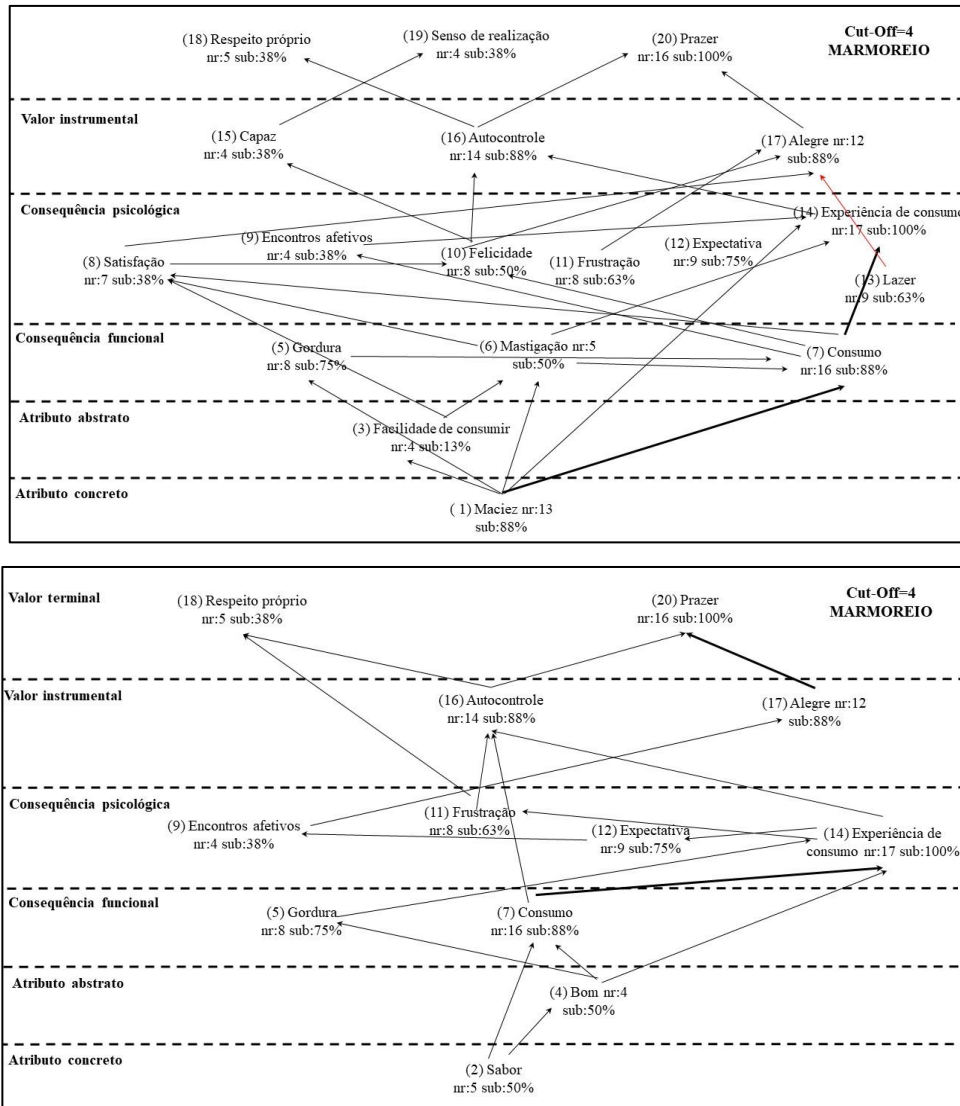 (18) Respeito próprio
nr:5 sub:38%
(19) Senso de realização
nr:4 sub:38%
(20) Prazer
nr:16 sub:100%
Cut-Off=4
MARMOREIO
Valor instrumental
(15) Capaz
nr:4 sub:38%
(16) Autocontrole
nr:14 sub:88%
(17) Alegre nr:12
sub:88%
Consequência psicológica
(8) Satisfação
nr:7 sub:38%
(9) Encontros afetivos
nr:4 sub:38%
(10) Felicidade
nr:8 sub:50%
(11) Frustração
nr:8 sub:63%
(12) Expectativa
nr:9 sub:75%
(14) Experiência de consumo
nr:17 sub:100%
(13) Lazer
nr:9 sub:63%
Consequência funcional
(5) Gordura
nr:8 sub:75%
(6) Mastigação nr:5
sub:50%
(7) Consumo
nr:16 sub:88%
Atributo abstrato
(3) Facilidade de consumir
nr:4 sub:13%
Atributo concreto
( 1) Maciez nr:13
sub:88%
Valor terminal
(18) Respeito próprio
nr:5 sub:38%
(20) Prazer
nr:16 sub:100%
Cut-Off=4
MARMOREIO
Valor instrumental
(16) Autocontrole
nr:14 sub:88%
(17) Alegre nr:12
sub:88%
Consequência psicológica
(9) Encontros afetivos
nr:4 sub:38%
(11) Frustração
nr:8 sub:63%
(12) Expectativa
nr:9 sub:75%
(14) Experiência de
consumo nr:17 sub:100%
Consequência funcional
(5) Gordura
nr:8 sub:75%
(7) Consumo
nr:16 sub:88%
Atributo abstrato
(4) Bom nr:4
sub:50%
Atributo concreto
(2) Sabor
nr:5 sub:50%